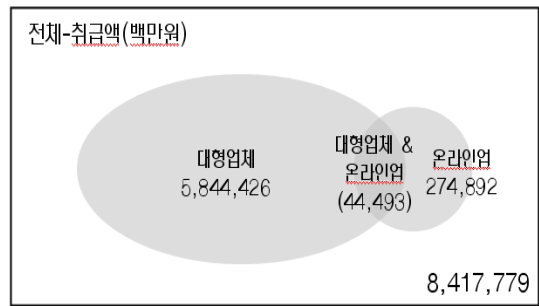 전체-취급액(백만원)
대형업체
5,844,426
대형업체 &
온라인업
(44,493)
온라인업
274,892
8,417,779